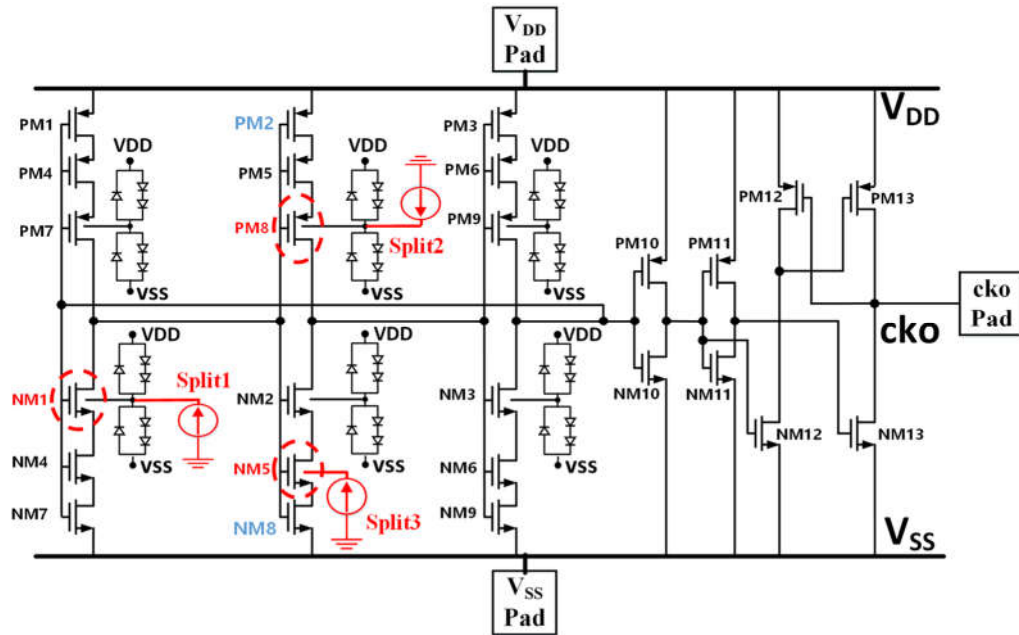 V_DD
Pad
V_DD
PM1
PM2
PM3
VDD
VDD
VDD
PM4
PM5
PM6
PM12
PM13
PM7
PM8
PM9
Split2
PM10
PM11
VSS
VSS
VSS
cko
Pad
cko
VDD
VDD
VDD
Split1
NM1
NM2
NM3
NM10
NM11
NM12
NM13
VSS
VSS
VSS
NM4
NM5
NM6
NM7
NM8
NM9
Split3
V_SS
V_SS
Pad